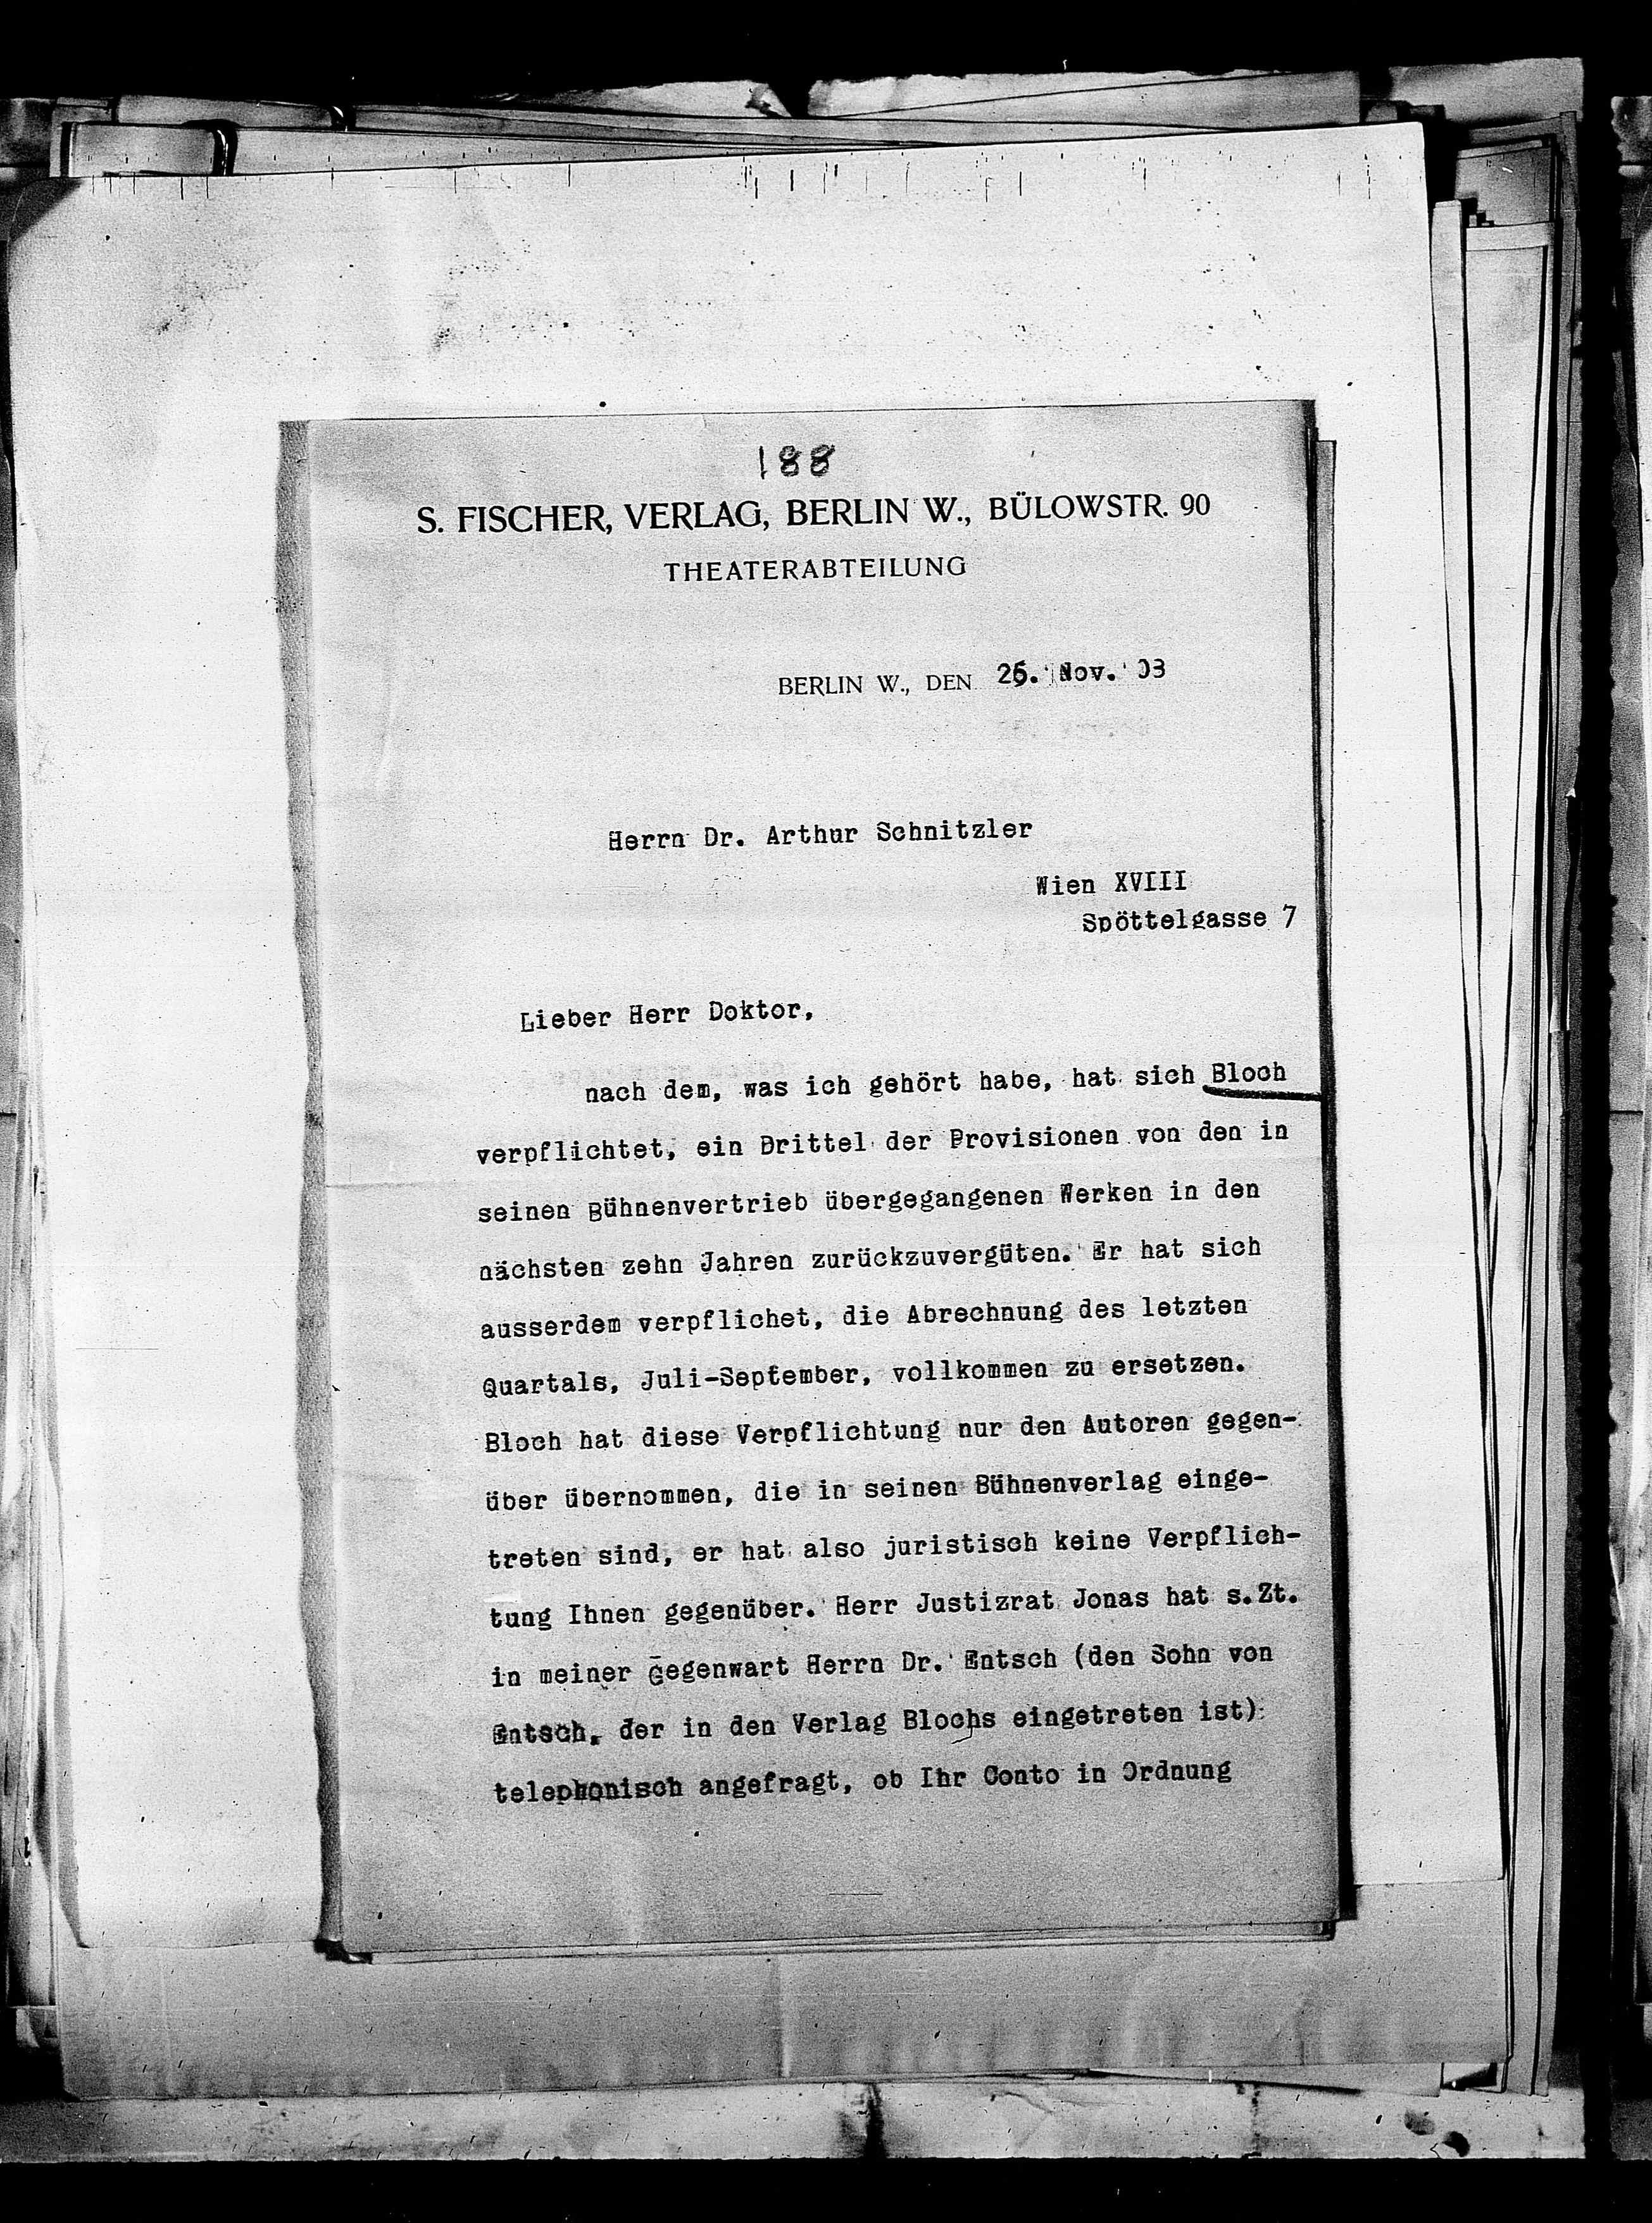 188
S. FISCHER, VERLAG, BERLIN W., BÜLOWSTR. 90
THEATERABTEILUNG
BERLIN W., DEN 26. Nov. 03
Herrn Dr. Arthur Schnitzler
Wien XVIII
Spöttelgasse 7
Lieber Herr Doktor,
nach dem, was ich gehört habe, hat sich Bloch
verpflichtet, ein Drittel der Provisionen von den in
seinen Bühnenvertrieb übergegangenen Werken in den
nächsten zehn Jahren zurückzuvergüten. Er hat sich
ausserdem verpflichet, die Abrechnung des letzten
Quartals, Juli-September, vollkommen zu ersetzen.
Bloch hat diese Verpflichtung nur den Autoren gegen-
über übernommen, die in seinen Bühnenverlag einge-
treten sind, er hat also juristisch keine Verpflich-
tung Ihnen gegenüber. Herr Justizrat Jonas hat s.Zt.
in meiner Gegenwart Herrn Dr. Entsch (den Sohn von
Entsch, der in den Verlag Blochs eingetreten ist)
telephonisch angefragt, ob Ihr Conto in Ordnung